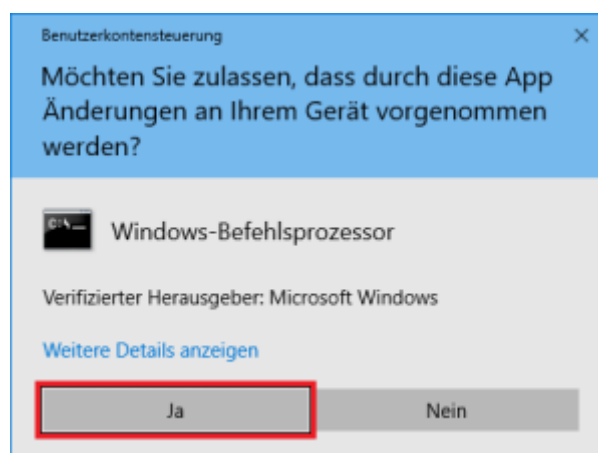 Benutzerkontensteuerung
Möchten Sie zulassen, dass durch diese App
Änderungen an Ihrem Gerät vorgenommen
werden?
C:\_
Windows-Befehlsprozessor
Verifizierter Herausgeber: Microsoft Windows
Weitere Details anzeigen
Ja
Nein